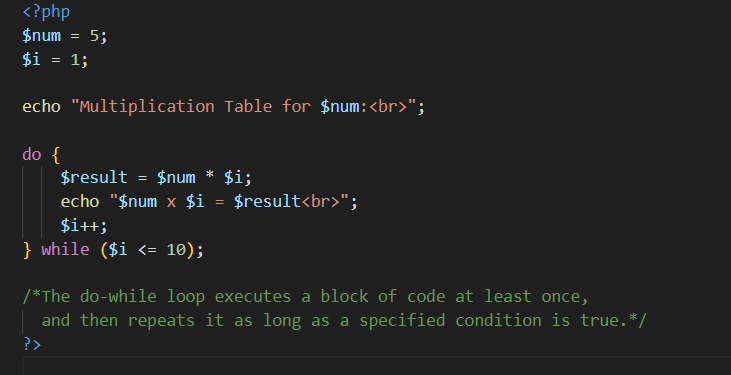 <?php
$num = 5;
$i = 1;

echo "Multiplication Table for $num:<br>";

do {
    $result = $num * $i;
    echo "$num x $i = $result<br>";
    $i++;
} while ($i <= 10);

/*The do-while loop executes a block of code at least once,
  and then repeats it as long as a specified condition is true.*/
?>